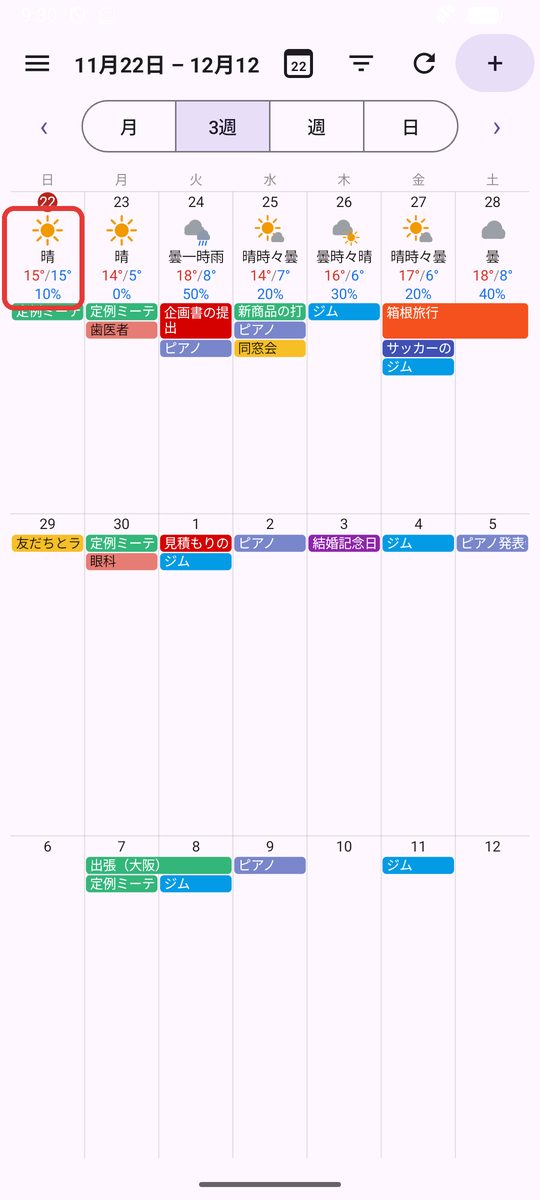 9:30
11月22日 – 12月12
22
+
‹ 月 3週 週 日 ›
日 月 火 水 木 金 土
22 23 24 25 26 27 28
晴 晴 曇一時雨 晴時々曇 曇時々晴 晴時々曇 曇
15°/15° 14°/5° 18°/8° 14°/7° 16°/6° 17°/6° 18°/8°
10% 0% 50% 20% 30% 20% 40%
定例ミーテ 定例ミーテ 企画書の提出 新商品の打 ジム 箱根旅行
歯医者 ピアノ
ピアノ 同窓会 サッカーの
ジム
29 30 1 2 3 4 5
友だちとラ 定例ミーテ 見積もりの ピアノ 結婚記念日 ジム ピアノ発表
眼科 ジム
6 7 8 9 10 11 12
出張（大阪） ピアノ ジム
定例ミーテ ジム